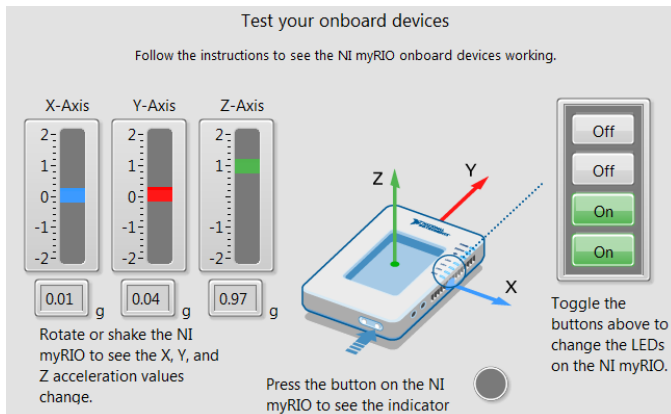 Test your onboard devices
Follow the instructions to see the NI myRIO onboard devices working.
X-Axis
Y-Axis
Z-Axis
2
1
0
-1
-2
2
1
0
-1
-2
2
1
0
-1
-2
0.01 g
0.04 g
0.97 g
Rotate or shake the NI
myRIO to see the X, Y, and
Z acceleration values
change.
Z
Y
X
Press the button on the NI
myRIO to see the indicator
Off
Off
On
On
Toggle the
buttons above to
change the LEDs
on the NI myRIO.